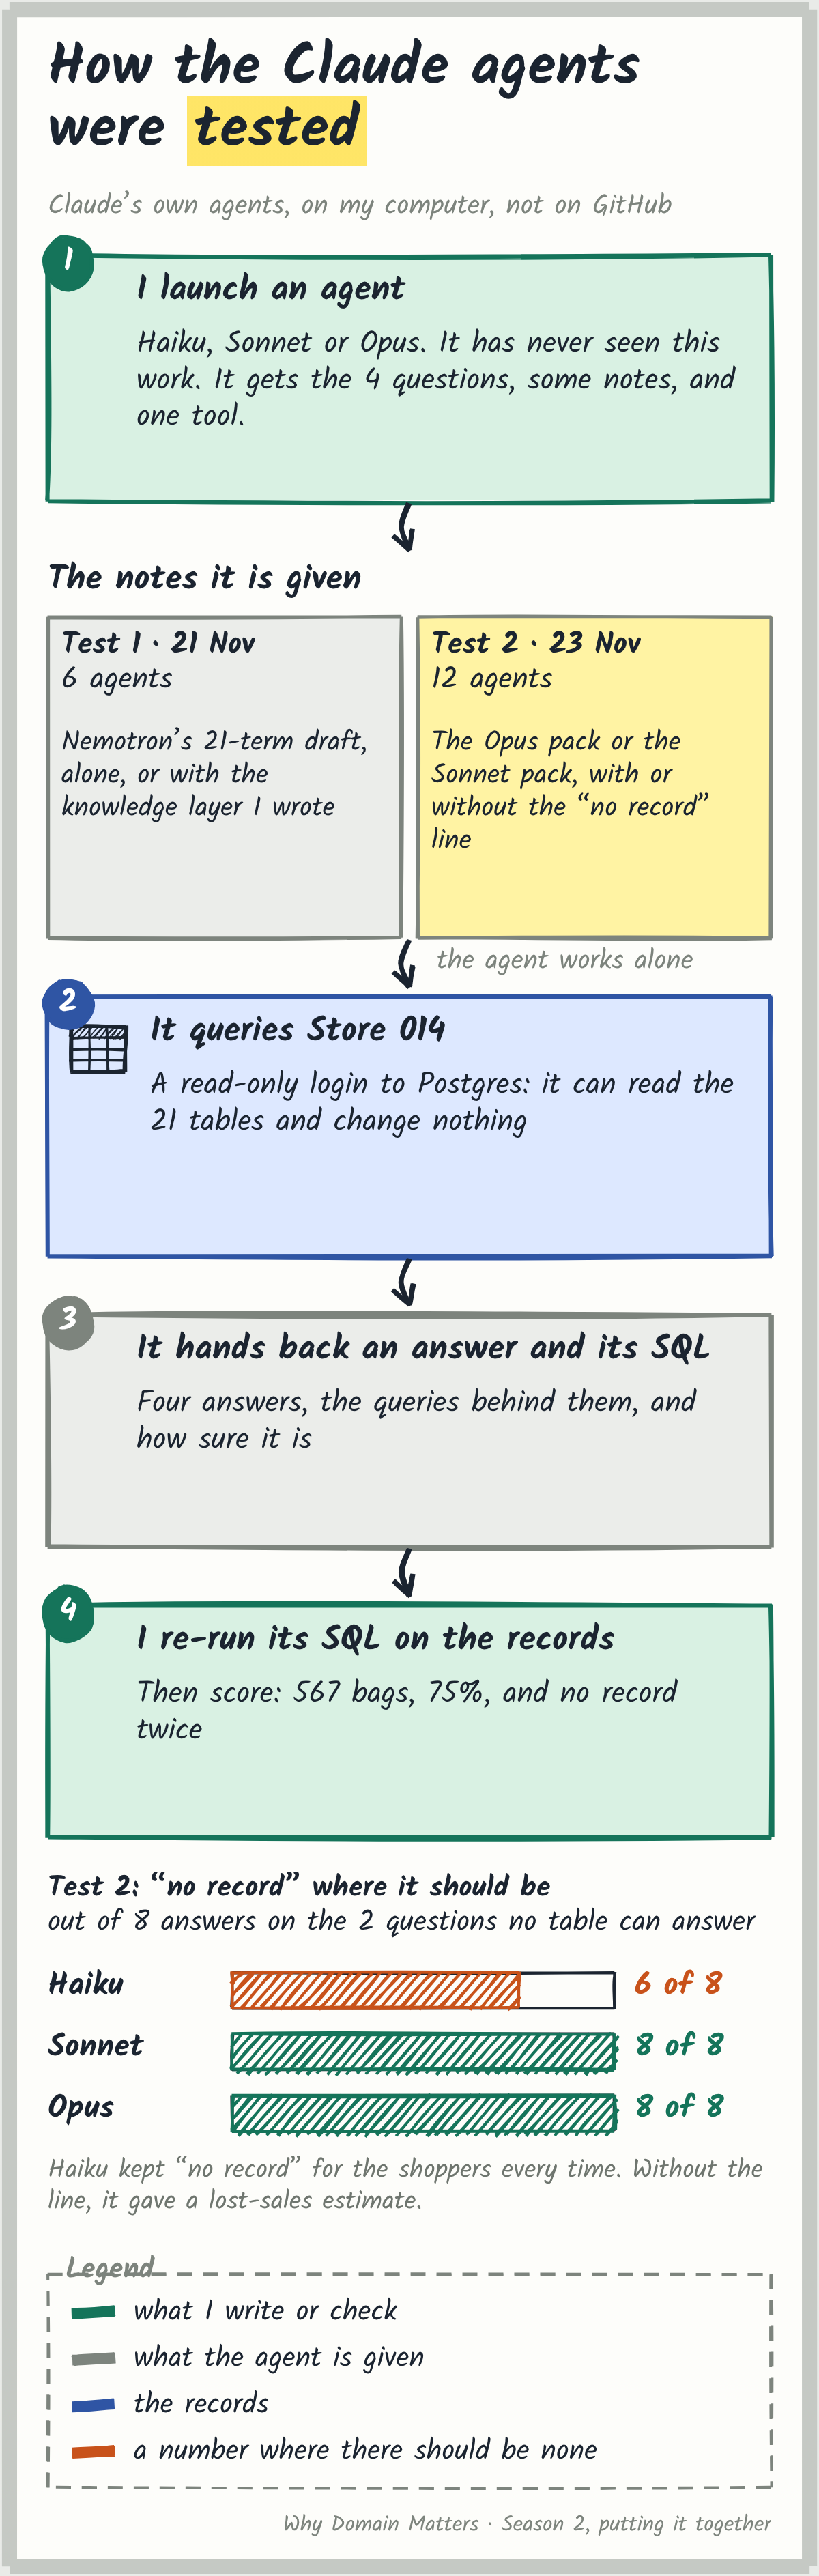 How the Claude agents
were tested
Claude’s own agents, on my computer, not on GitHub
1
I launch an agent
Haiku, Sonnet or Opus. It has never seen this
work. It gets the 4 questions, some notes, and
one tool.
The notes it is given
Test 1 · 21 Nov
6 agents
Nemotron’s 21-term draft,
alone, or with the
knowledge layer I wrote
Test 2 · 23 Nov
12 agents
The Opus pack or the
Sonnet pack, with or
without the “no record”
line
the agent works alone
2
It queries Store 014
A read-only login to Postgres: it can read the
21 tables and change nothing
3
It hands back an answer and its SQL
Four answers, the queries behind them, and
how sure it is
4
I re-run its SQL on the records
Then score: 567 bags, 75%, and no record
twice
Test 2: “no record” where it should be
out of 8 answers on the 2 questions no table can answer
Haiku 6 of 8
Sonnet 8 of 8
Opus 8 of 8
Haiku kept “no record” for the shoppers every time. Without the
line, it gave a lost-sales estimate.
Legend
what I write or check
what the agent is given
the records
a number where there should be none
Why Domain Matters · Season 2, putting it together